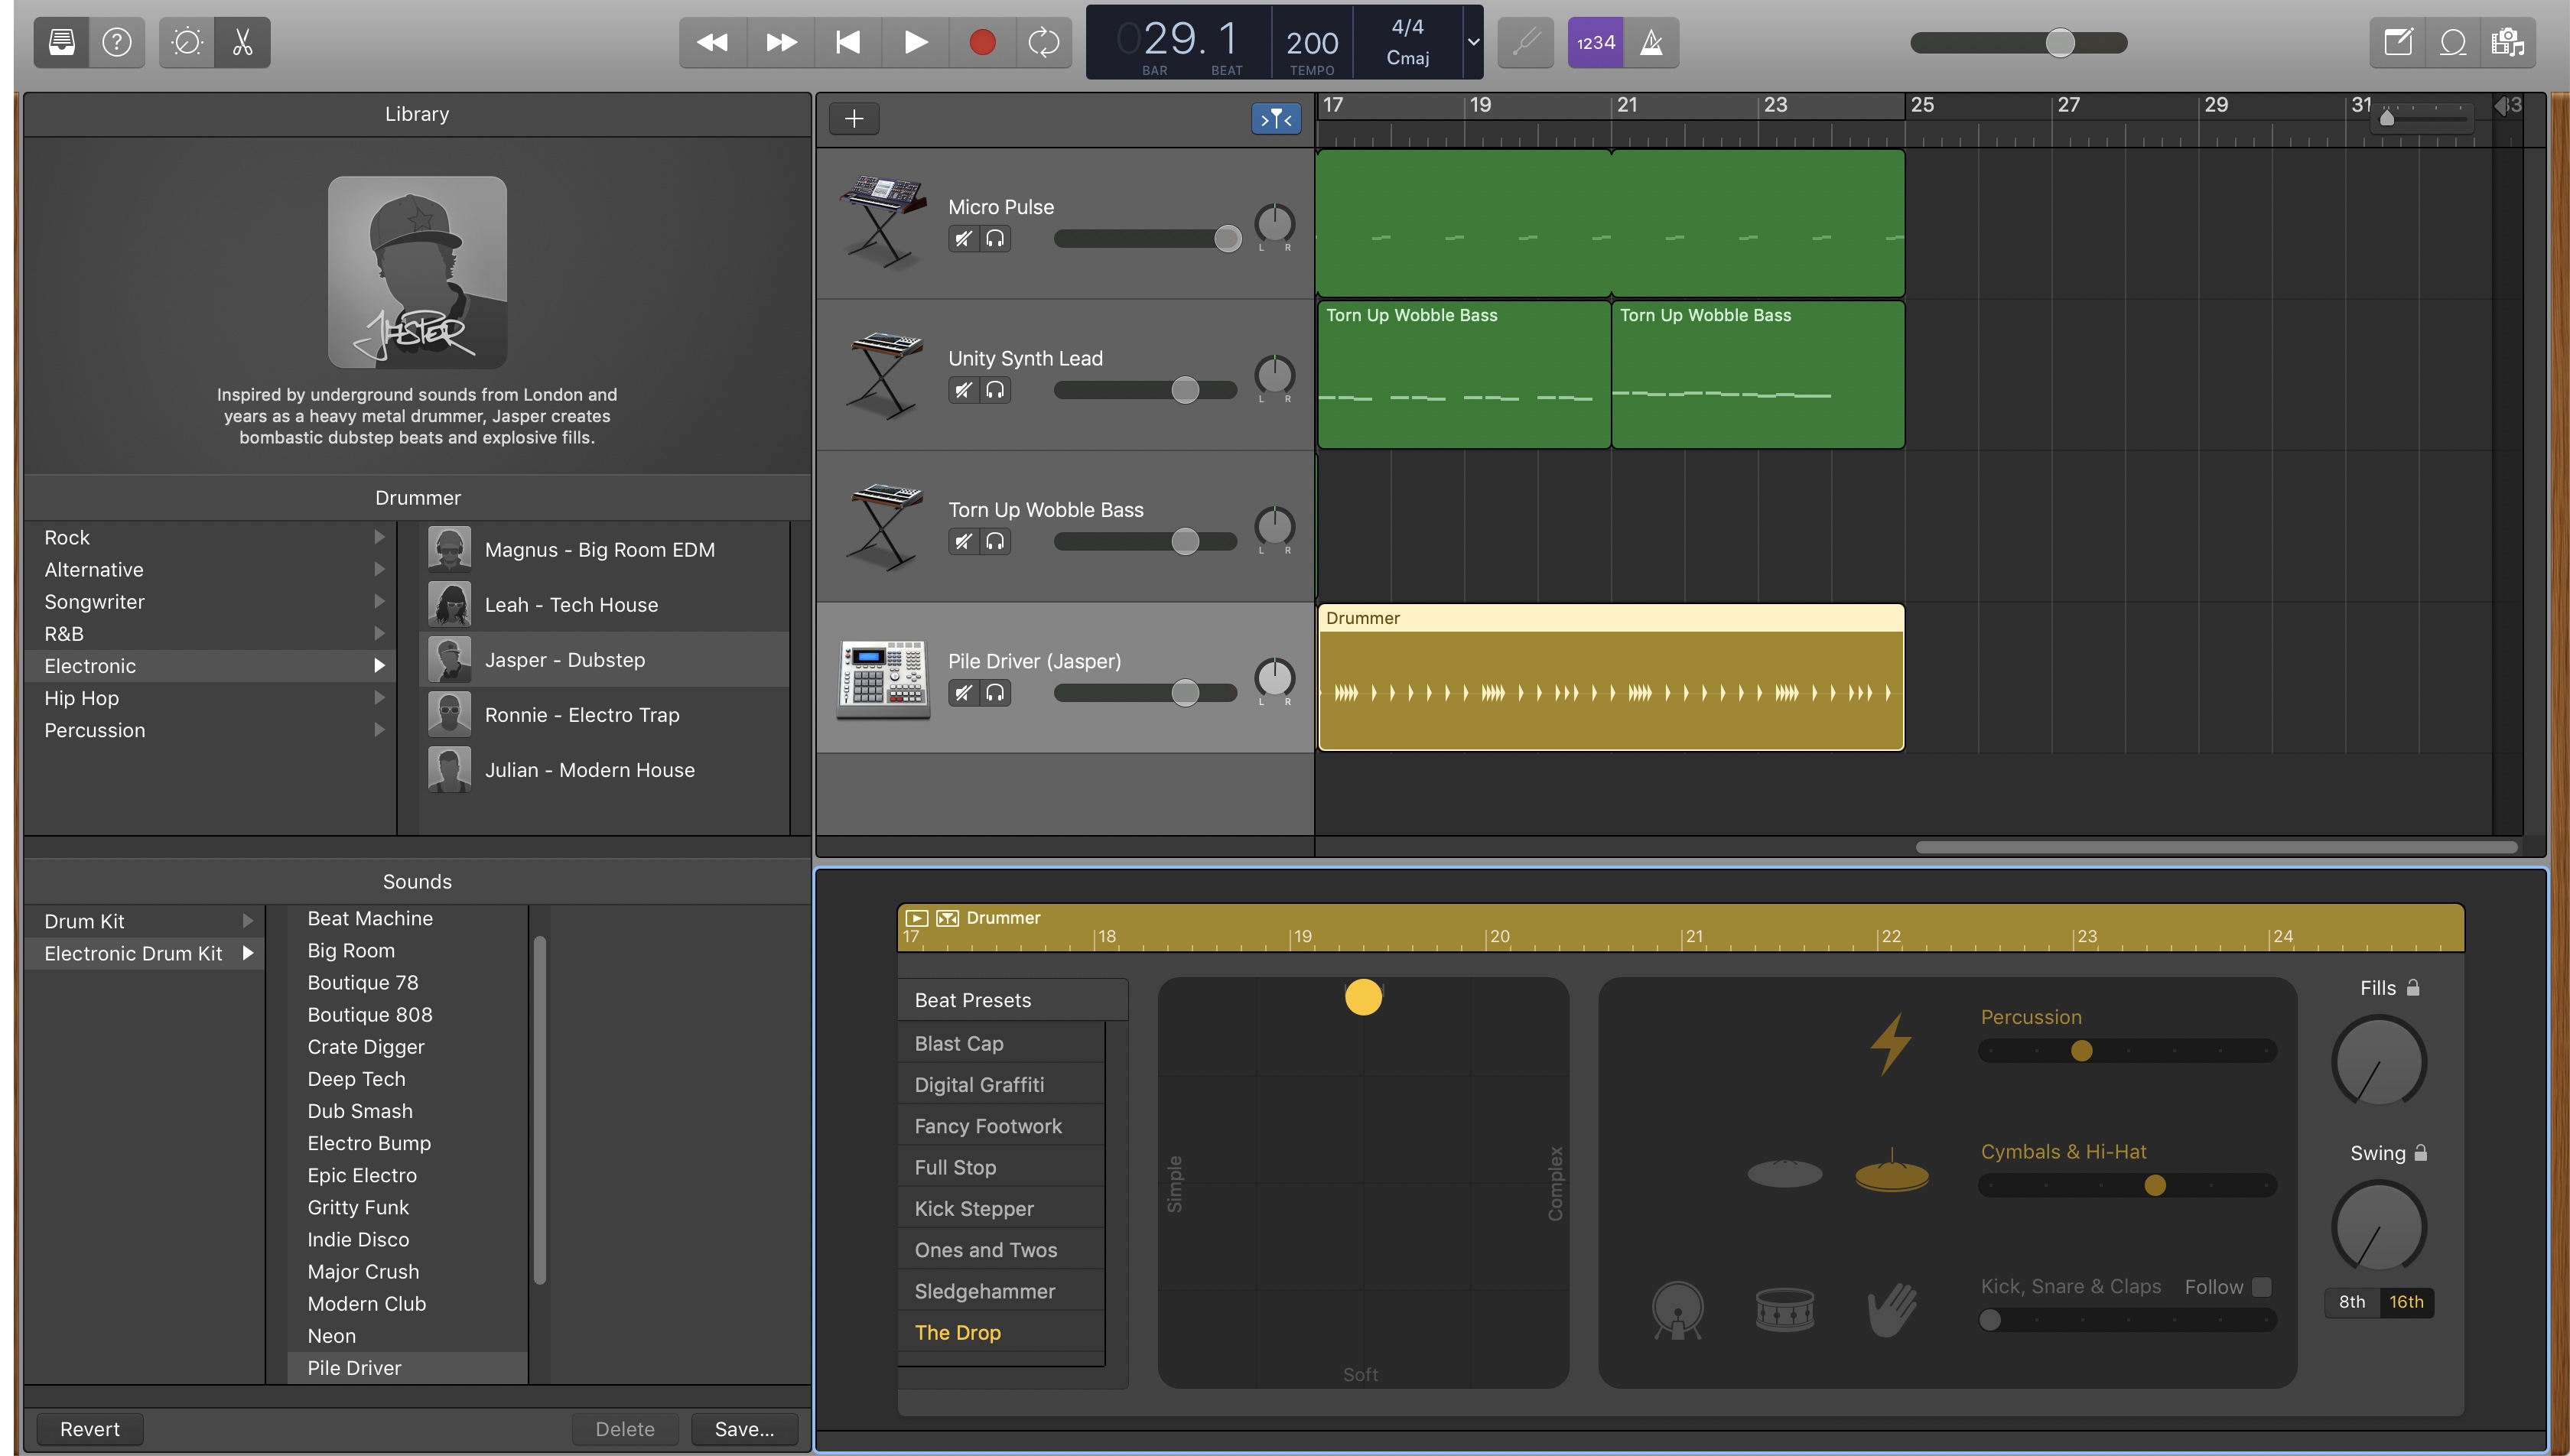 029. 1
BAR
BEAT
200
TEMPO
4/4
Cmaj
1234
Library
JASPER
Inspired by underground sounds from London and
years as a heavy metal drummer, Jasper creates
bombastic dubstep beats and explosive fills.
Drummer
Rock
Alternative
Songwriter
R&B
Electronic
Hip Hop
Percussion
Magnus - Big Room EDM
Leah - Tech House
Jasper - Dubstep
Ronnie - Electro Trap
Julian - Modern House
Sounds
Drum Kit
Electronic Drum Kit
Beat Machine
Big Room
Boutique 78
Boutique 808
Crate Digger
Deep Tech
Dub Smash
Electro Bump
Epic Electro
Gritty Funk
Indie Disco
Major Crush
Modern Club
Neon
Pile Driver
Revert
Delete
Save...
17 19 21 23 25 27 29 31 33
Micro Pulse
L R
Unity Synth Lead
L R
Torn Up Wobble Bass
L R
Pile Driver (Jasper)
L R
Torn Up Wobble Bass
Torn Up Wobble Bass
Drummer
Drummer
17 18 19 20 21 22 23 24
Beat Presets
Blast Cap
Digital Graffiti
Fancy Footwork
Full Stop
Kick Stepper
Ones and Twos
Sledgehammer
The Drop
Simple
Complex
Soft
Percussion
Cymbals & Hi-Hat
Kick, Snare & Claps
Follow
Fills
Swing
8th
16th